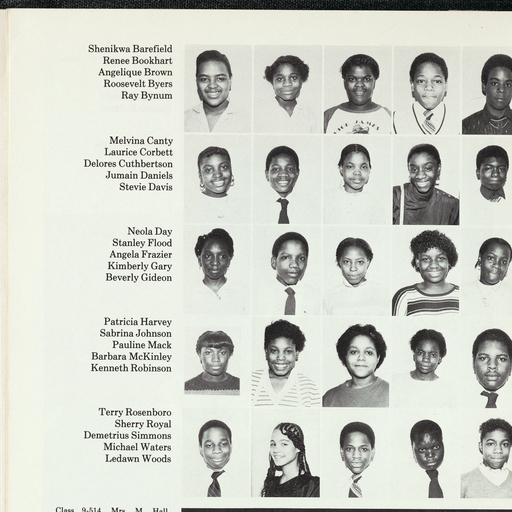 Shenikwa Barefield
Renee Bookhart
Angelique Brown
Roosevelt Byers
Ray Bynum
Melvina Canty
Laurice Corbett
Delores Cuthbertson
Jumain Daniels
Stevie Davis
Neola Day
Stanley Flood
Angela Frazier
Kimberly Gary
Beverly Gideon
Patricia Harvey
Sabrina Johnson
Pauline Mack
Barbara McKinley
Kenneth Robinson
Terry Rosenboro
Sherry Royal
Demetrius Simmons
Michael Waters
Ledawn Woods
Class 9-514 Mrs. M. Hall